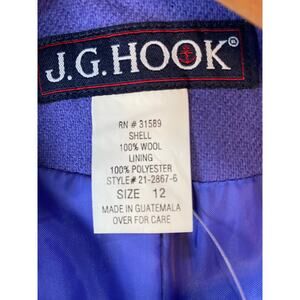 J.G.HOOK
RN # 31589
SHELL
100% WOOL
LINING
100% POLYESTER
STYLE# 21-2867-6
SIZE 12
MADE IN GUATEMALA
OVER FOR CARE